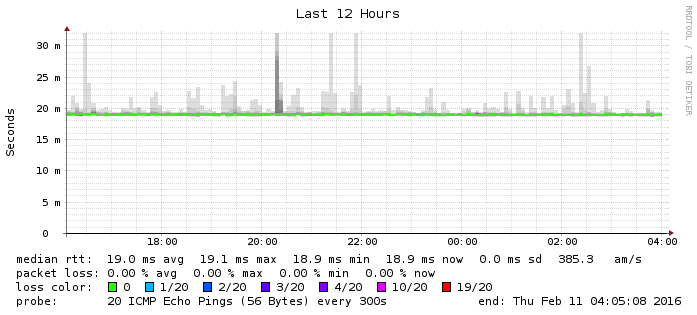 Last 12 Hours
RRDTOOL / TOBI OETIKER
Seconds
30 m
25 m
20 m
15 m
10 m
5 m
0
18:00 20:00 22:00 00:00 02:00 04:00
median rtt: 19.0 ms avg 19.1 ms max 18.9 ms min 18.9 ms now 0.0 ms sd 385.3 am/s
packet loss: 0.00 % avg 0.00 % max 0.00 % min 0.00 % now
loss color: 0 1/20 2/20 3/20 4/20 10/20 19/20
probe: 20 ICMP Echo Pings (56 Bytes) every 300s end: Thu Feb 11 04:05:08 2016